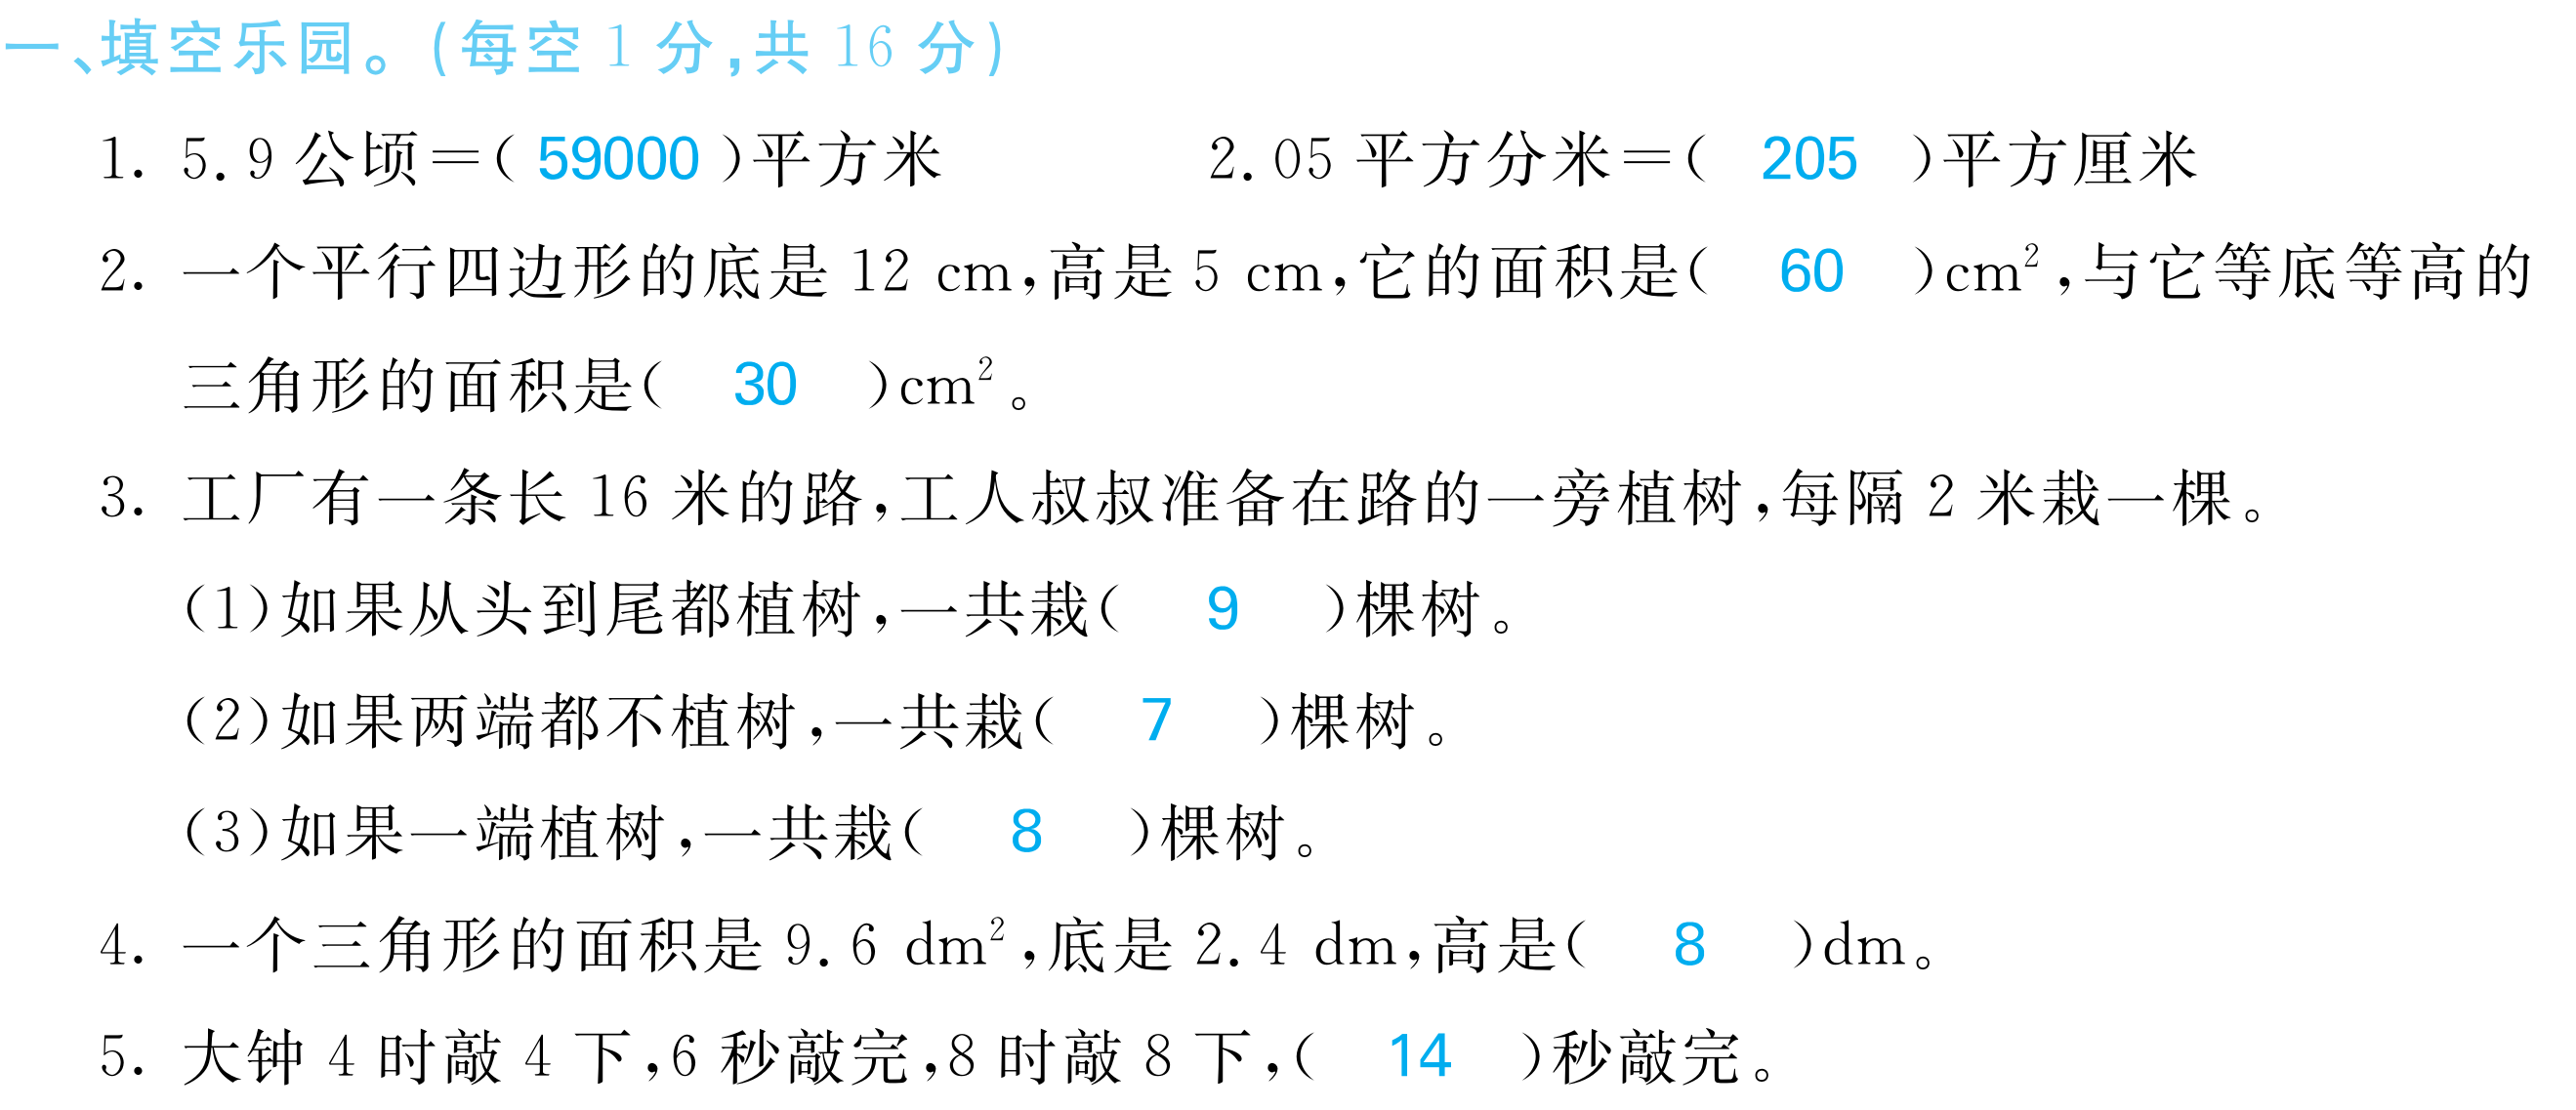 一、填空乐园。(每空 1 分,共 16 分)
1. 5.9 公顷=( 59000 )平方米 2.05 平方分米=( 205 )平方厘米
2. 一个平行四边形的底是 12 cm,高是 5 cm,它的面积是( 60 )cm²,与它等底等高的
三角形的面积是( 30 )cm²。
3. 工厂有一条长 16 米的路,工人叔叔准备在路的一旁植树,每隔 2 米栽一棵。
(1)如果从头到尾都植树,一共栽( 9 )棵树。
(2)如果两端都不植树,一共栽( 7 )棵树。
(3)如果一端植树,一共栽( 8 )棵树。
4. 一个三角形的面积是 9.6 dm²,底是 2.4 dm,高是( 8 )dm。
5. 大钟 4 时敲 4 下,6 秒敲完,8 时敲 8 下,( 14 )秒敲完。